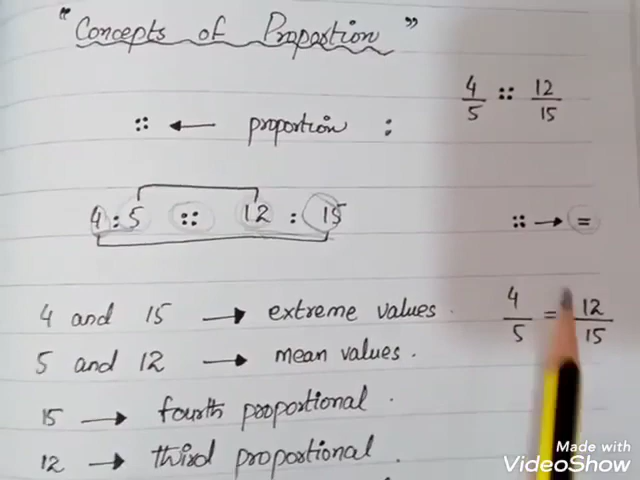 “Concepts of Proportion”
4/5 :: 12/15
:: ← proportion :
4 : 5 :: 12 : 15
:: → =
4 and 15 → extreme values .
4/5 = 12/15
5 and 12 → mean values .
15 → fourth proportional .
12 → third proportional .
Made with
VideoShow